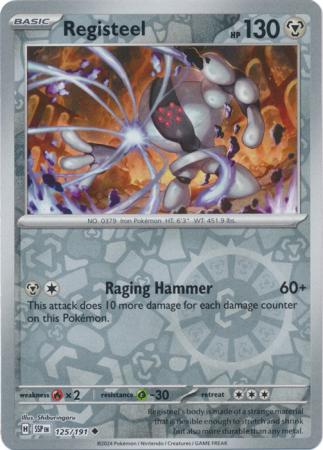 BASIC
Registeel
HP 130
NO. 0379 Iron Pokémon HT: 6'3" WT: 451.9 lbs.
Raging Hammer 60+
This attack does 10 more damage for each damage counter
on this Pokémon.
weakness ×2 resistance -30 retreat
Illus. Shiburingaru
H SSP EN 125/191
Registeel's body is made of a strange material
that is flexible enough to stretch and shrink
but also more durable than any metal.
©2024 Pokémon / Nintendo / Creatures / GAME FREAK